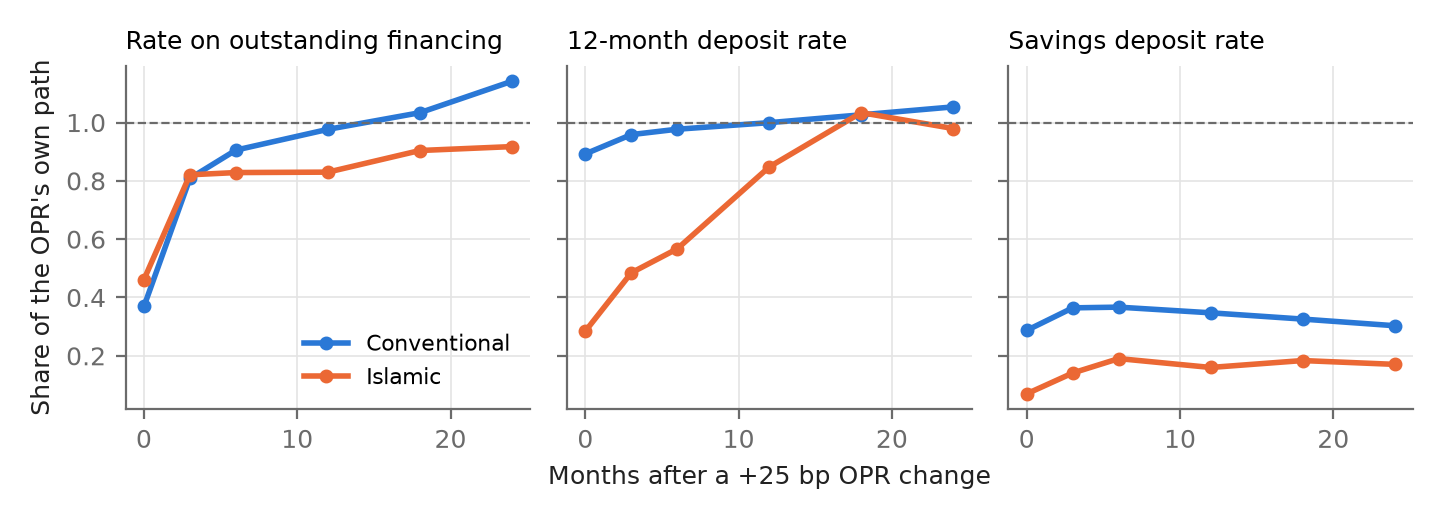 Rate on outstanding financing
12-month deposit rate
Savings deposit rate
Share of the OPR's own path
1.0
0.8
0.6
0.4
0.2
Conventional
Islamic
0 10 20
0 10 20
0 10 20
Months after a +25 bp OPR change